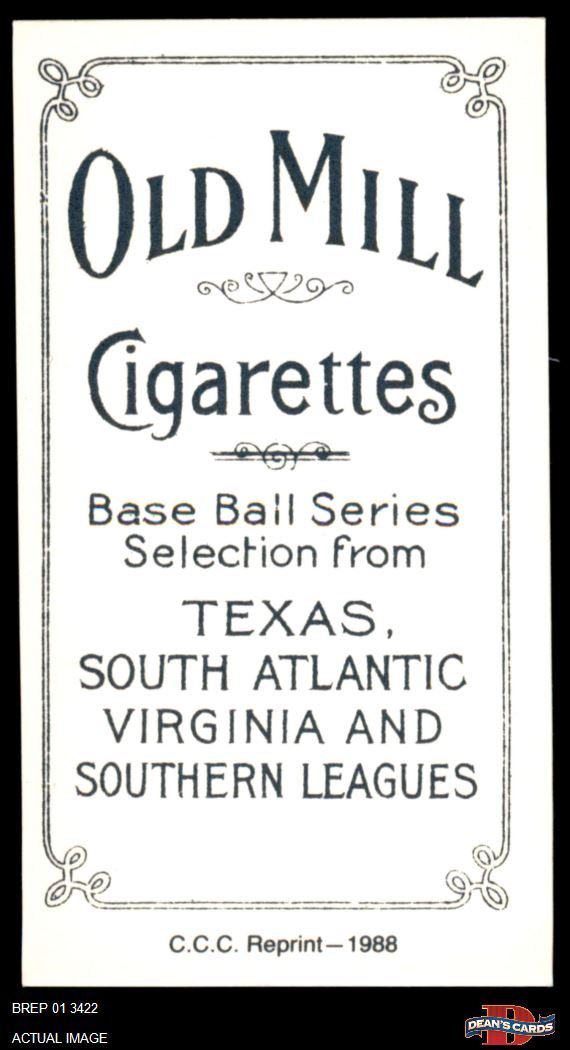 OLD MILL
Cigarettes
Base Ball Series
Selection from
TEXAS,
SOUTH ATLANTIC
VIRGINIA AND
SOUTHERN LEAGUES
C.C.C. Reprint—1988
BREP 01 3422
ACTUAL IMAGE
D
DEAN'S CARDS